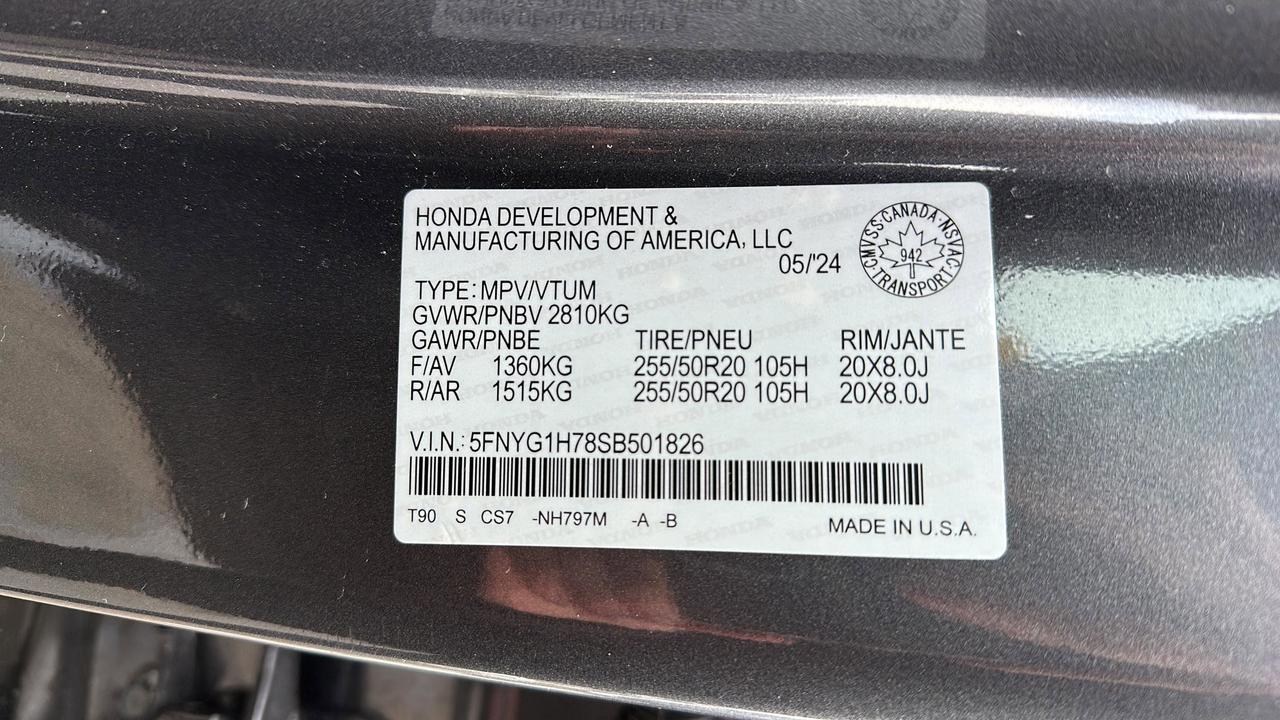 HONDA DEVELOPMENT &
MANUFACTURING OF AMERICA, LLC
05/'24
CMVSS·CANADA·NSVAC·TRANSPORT·
942
TYPE: MPV/VTUM
GVWR/PNBV 2810KG
GAWR/PNBE TIRE/PNEU RIM/JANTE
F/AV 1360KG 255/50R20 105H 20X8.0J
R/AR 1515KG 255/50R20 105H 20X8.0J
V.I.N.: 5FNYG1H78SB501826
T90 S CS7 -NH797M -A -B
MADE IN U.S.A.